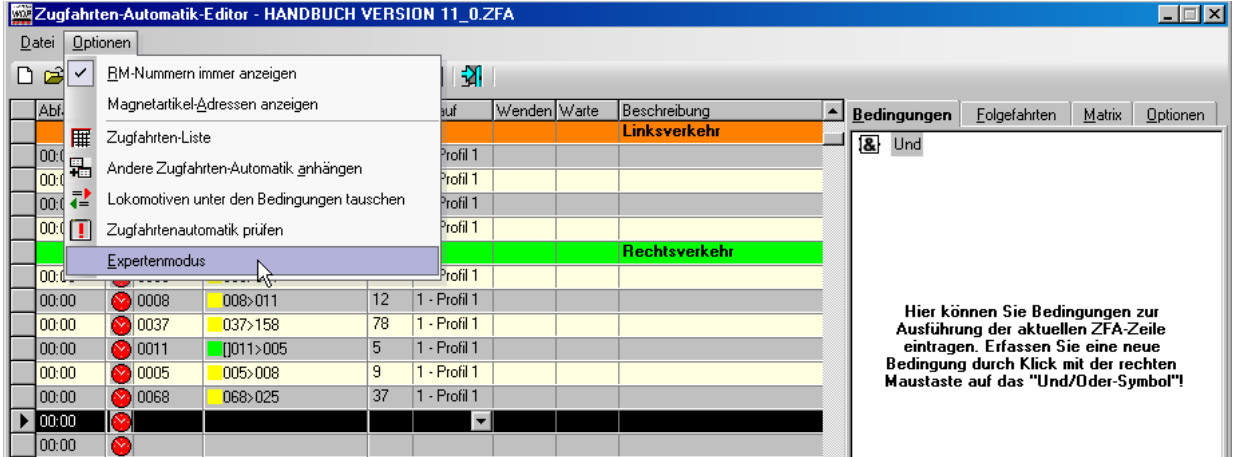 Zugfahrten-Automatik-Editor - HANDBUCH VERSION 11_0.ZFA
Datei Optionen
RM-Nummern immer anzeigen
Magnetartikel-Adressen anzeigen
Zugfahrten-Liste
Andere Zugfahrten-Automatik anhängen
Lokomotiven unter den Bedingungen tauschen
Zugfahrtenautomatik prüfen
Expertenmodus
Wenden Warte Beschreibung
Linksverkehr
Profil 1
Profil 1
Profil 1
Profil 1
Rechtsverkehr
Profil 1
00:00 0008 008>011 12 1 - Profil 1
00:00 0037 037>158 78 1 - Profil 1
00:00 0011 []011>005 5 1 - Profil 1
00:00 0005 005>008 9 1 - Profil 1
00:00 0068 068>025 37 1 - Profil 1
00:00
00:00
Bedingungen Folgefahrten Matrix Optionen
& Und
Hier können Sie Bedingungen zur
Ausführung der aktuellen ZFA-Zeile
eintragen. Erfassen Sie eine neue
Bedingung durch Klick mit der rechten
Maustaste auf das "Und/Oder-Symbol"!